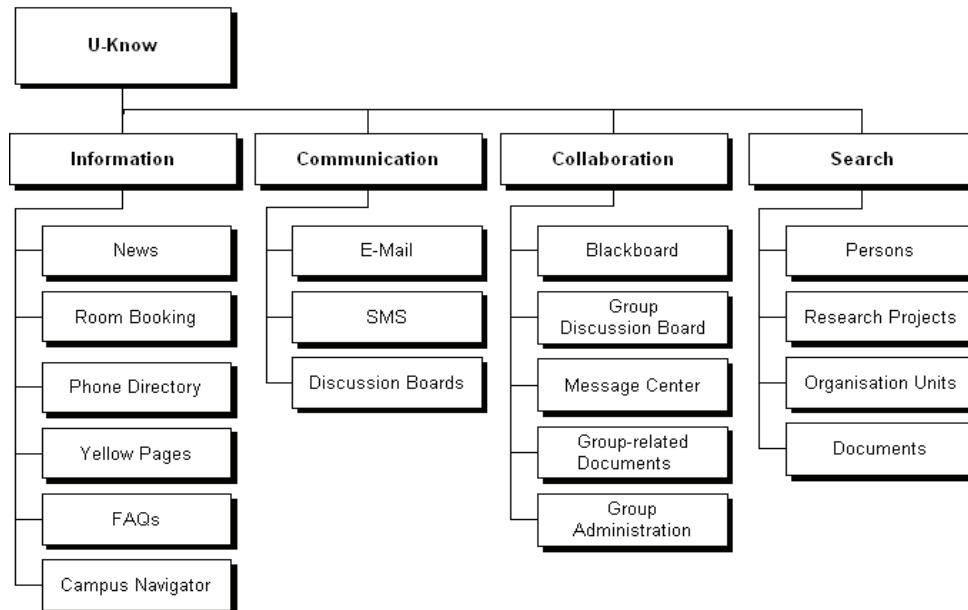 U-Know
Information
News
Room Booking
Phone Directory
Yellow Pages
FAQs
Campus Navigator
Communication
E-Mail
SMS
Discussion Boards
Collaboration
Blackboard
Group
Discussion Board
Message Center
Group-related
Documents
Group
Administration
Search
Persons
Research Projects
Organisation Units
Documents